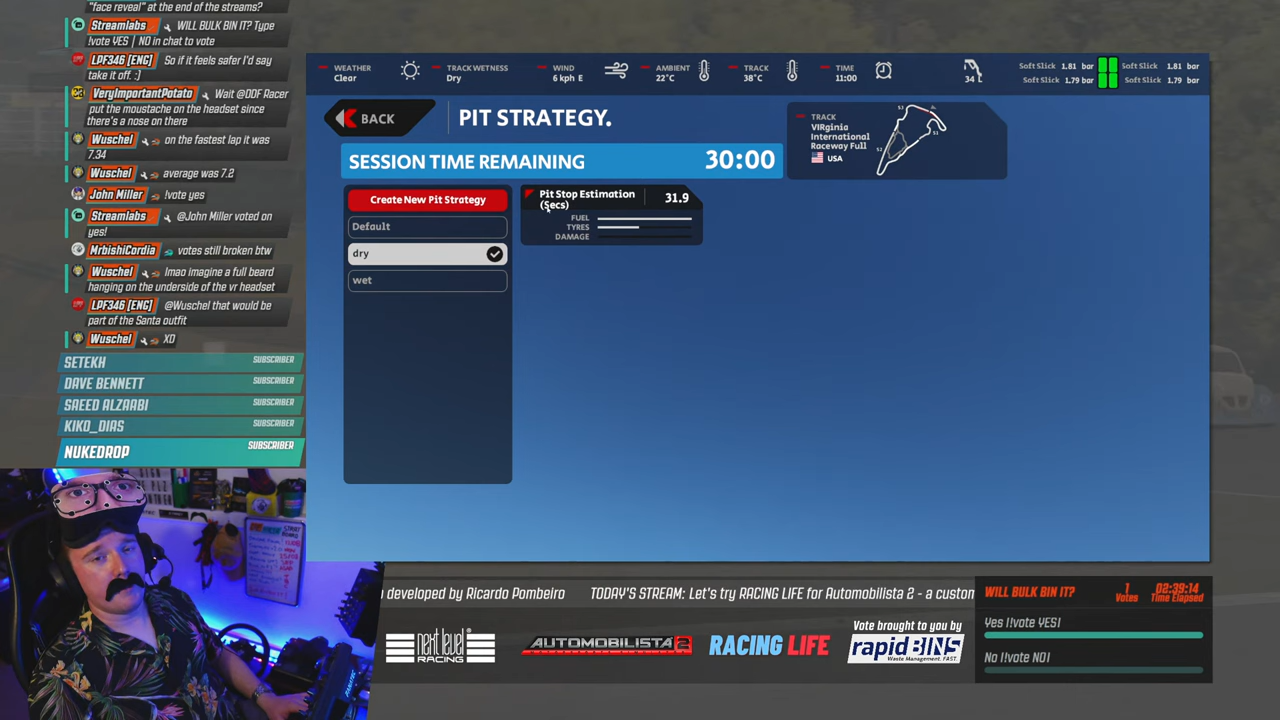 "face reveal" at the end of the streams?
Streamlabs WILL BULK BIN IT? Type
!vote YES | NO in chat to vote
LPF346 [ENG] So if it feels safer I'd say
take it off. :)
VeryImportantPotato Wait @OOF Racer
put the moustache on the headset since
there's a nose on there
Wuschel on the fastest lap it was
7.34
Wuschel average was 7.2
John Miller !vote yes
Streamlabs @John Miller voted on
yes!
MrbishiCordia votes still broken btw
Wuschel lmao imagine a full beard
hanging on the underside of the vr headset
LPF346 [ENG] @Wuschel that would be
part of the Santa outfit
Wuschel XD
SETEKH SUBSCRIBER
DAVE BENNETT SUBSCRIBER
SAEED ALZAABI SUBSCRIBER
KIKO_DIAS SUBSCRIBER
NUKEDROP SUBSCRIBER
WEATHER
Clear
TRACK WETNESS
Dry
WIND
6 kph E
AMBIENT
22°C
TRACK
38°C
TIME
11:00
34
Soft Slick 1.81 bar
Soft Slick 1.79 bar
Soft Slick 1.81 bar
Soft Slick 1.79 bar
BACK
PIT STRATEGY.
TRACK
VIRginia
International
Raceway Full
USA
SESSION TIME REMAINING 30:00
Create New Pit Strategy
Default
dry
wet
Pit Stop Estimation
(Secs)
31.9
FUEL
TYRES
DAMAGE
developed by Ricardo Pombeiro TODAY'S STREAM: Let's try RACING LIFE for Automobilista 2 - a custom
next level
RACING
AUTOMOBILISTA 2
RACING LIFE
Vote brought to you by
rapid BINS
Waste Management. FAST.
WILL BULK BIN IT?
1
Votes
02:39:14
Time Elapsed
Yes !!vote YES!
No !!vote NO!